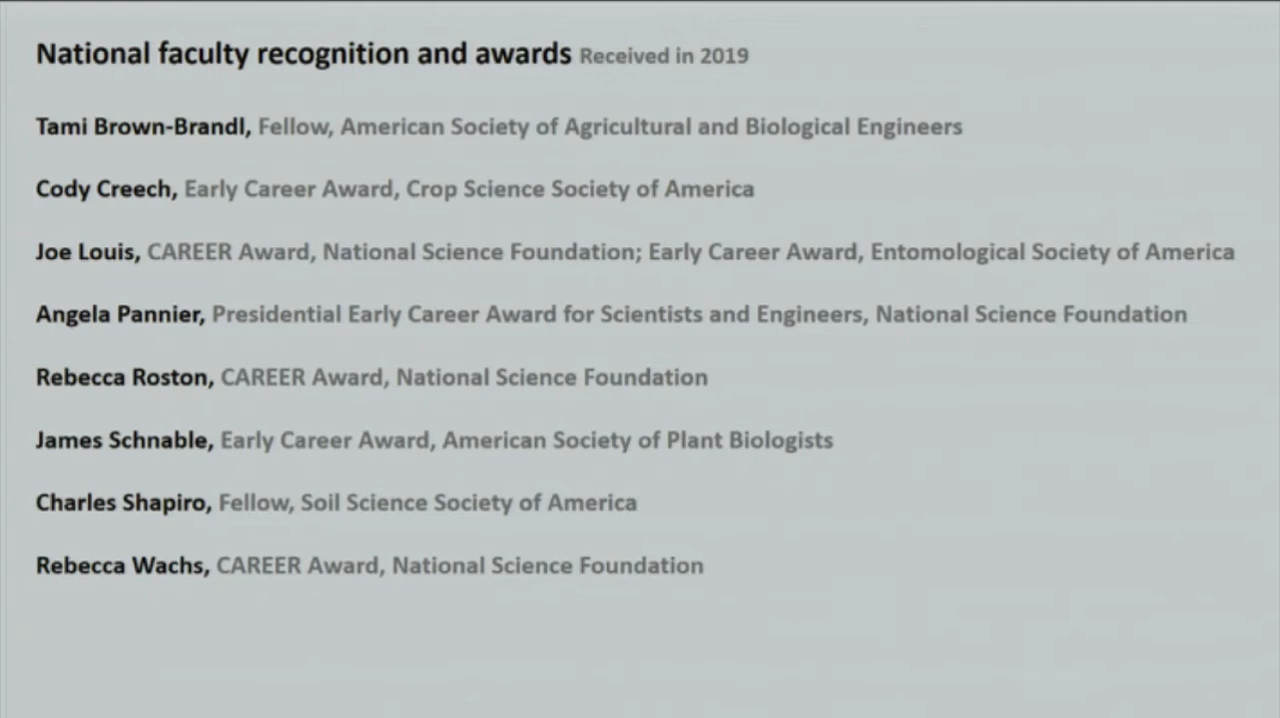 National faculty recognition and awards Received in 2019
Tami Brown-Brandl, Fellow, American Society of Agricultural and Biological Engineers
Cody Creech, Early Career Award, Crop Science Society of America
Joe Louis, CAREER Award, National Science Foundation; Early Career Award, Entomological Society of America
Angela Pannier, Presidential Early Career Award for Scientists and Engineers, National Science Foundation
Rebecca Roston, CAREER Award, National Science Foundation
James Schnable, Early Career Award, American Society of Plant Biologists
Charles Shapiro, Fellow, Soil Science Society of America
Rebecca Wachs, CAREER Award, National Science Foundation